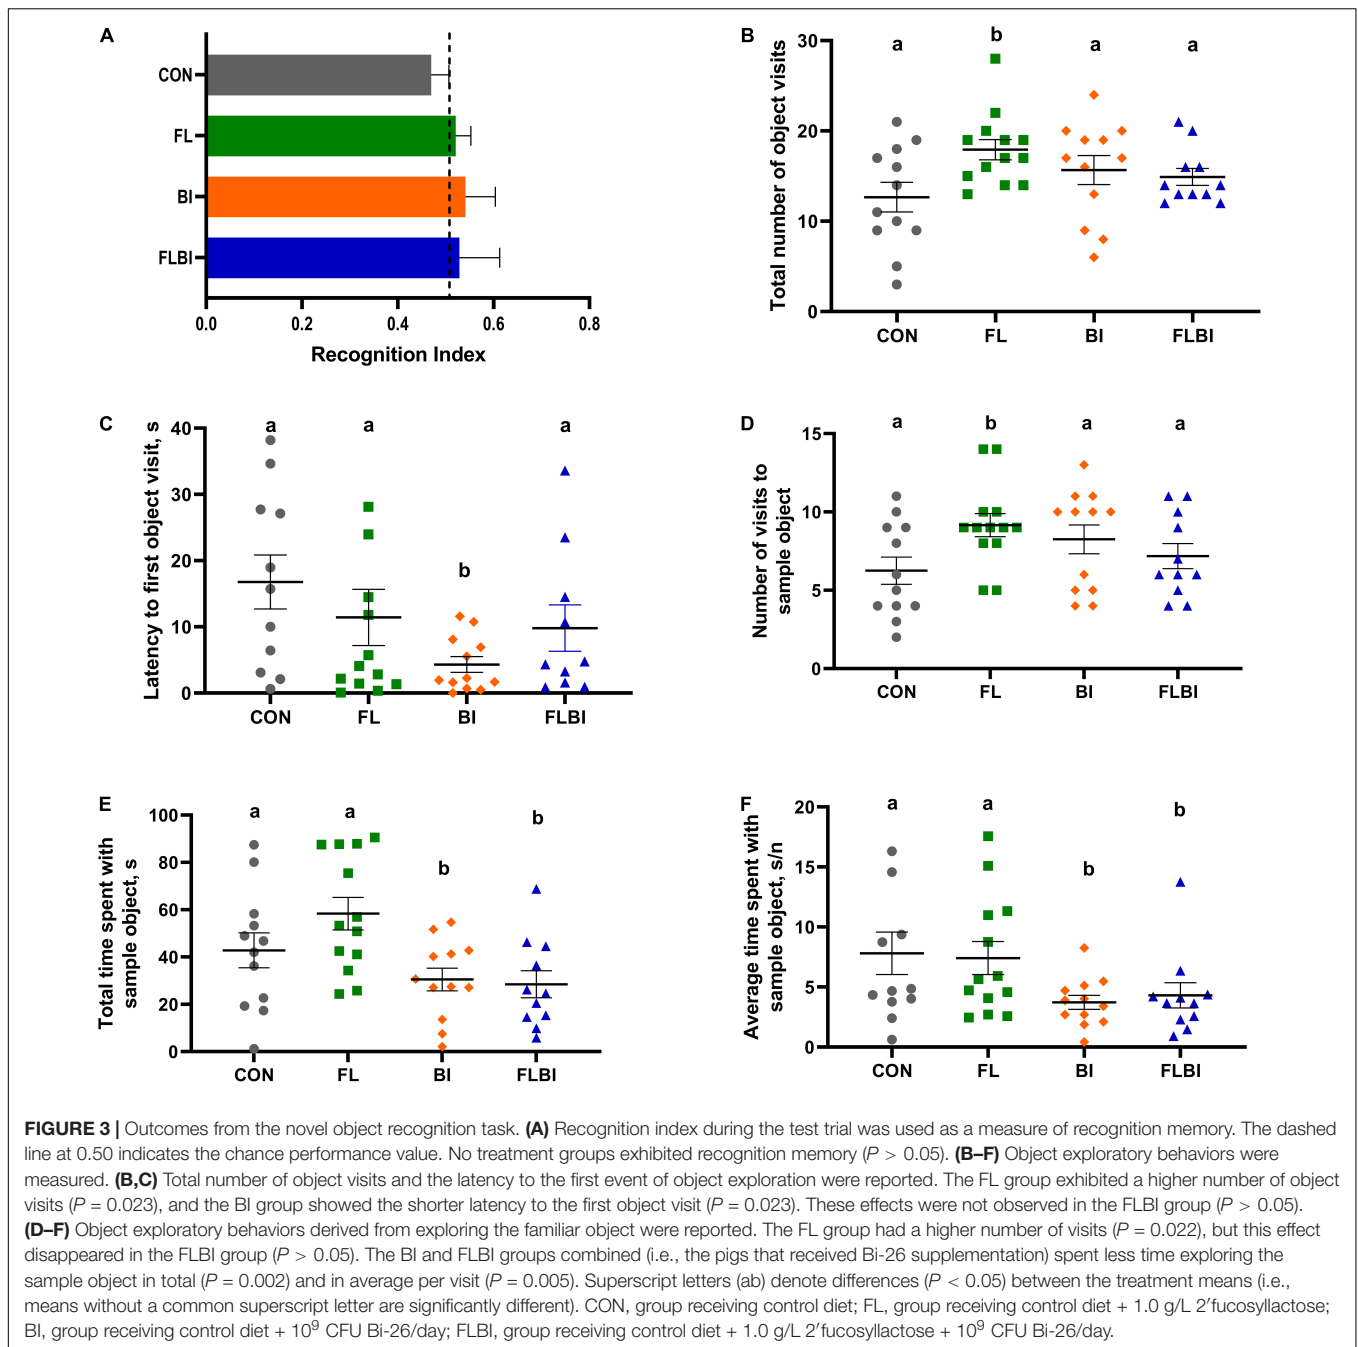 A
CON
FL
BI
FLBI
0.0 0.2 0.4 0.6 0.8
Recognition Index
B
a b a a
Total number of object visits
30
20
10
0
CON FL BI FLBI
C
a a b a
Latency to first object visit, s
40
30
20
10
0
CON FL BI FLBI
D
a b a a
Number of visits to
sample object
15
10
5
0
CON FL BI FLBI
E
a a b b
Total time spent with
sample object, s
100
80
60
40
20
0
CON FL BI FLBI
F
a a b b
Average time spent with
sample object, s/n
20
15
10
5
0
CON FL BI FLBI
FIGURE 3 | Outcomes from the novel object recognition task. (A) Recognition index during the test trial was used as a measure of recognition memory. The dashed
line at 0.50 indicates the chance performance value. No treatment groups exhibited recognition memory (P > 0.05). (B–F) Object exploratory behaviors were
measured. (B,C) Total number of object visits and the latency to the first event of object exploration were reported. The FL group exhibited a higher number of object
visits (P = 0.023), and the BI group showed the shorter latency to the first object visit (P = 0.023). These effects were not observed in the FLBI group (P > 0.05).
(D–F) Object exploratory behaviors derived from exploring the familiar object were reported. The FL group had a higher number of visits (P = 0.022), but this effect
disappeared in the FLBI group (P > 0.05). The BI and FLBI groups combined (i.e., the pigs that received Bi-26 supplementation) spent less time exploring the
sample object in total (P = 0.002) and in average per visit (P = 0.005). Superscript letters (ab) denote differences (P < 0.05) between the treatment means (i.e.,
means without a common superscript letter are significantly different). CON, group receiving control diet; FL, group receiving control diet + 1.0 g/L 2′fucosyllactose;
BI, group receiving control diet + 10⁹ CFU Bi-26/day; FLBI, group receiving control diet + 1.0 g/L 2′fucosyllactose + 10⁹ CFU Bi-26/day.